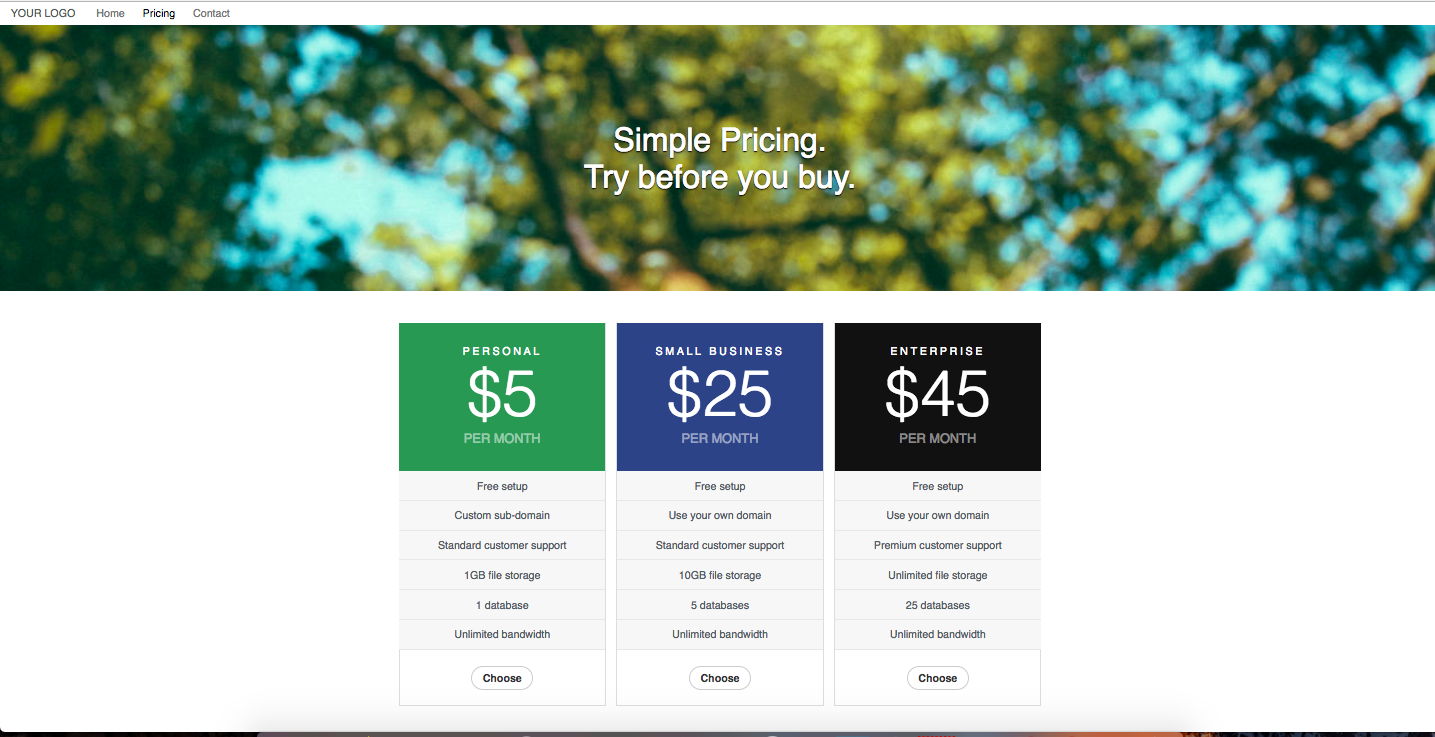 YOUR LOGO Home Pricing Contact
Simple Pricing.
Try before you buy.
PERSONAL
$5
PER MONTH
Free setup
Custom sub-domain
Standard customer support
1GB file storage
1 database
Unlimited bandwidth
Choose
SMALL BUSINESS
$25
PER MONTH
Free setup
Use your own domain
Standard customer support
10GB file storage
5 databases
Unlimited bandwidth
Choose
ENTERPRISE
$45
PER MONTH
Free setup
Use your own domain
Premium customer support
Unlimited file storage
25 databases
Unlimited bandwidth
Choose